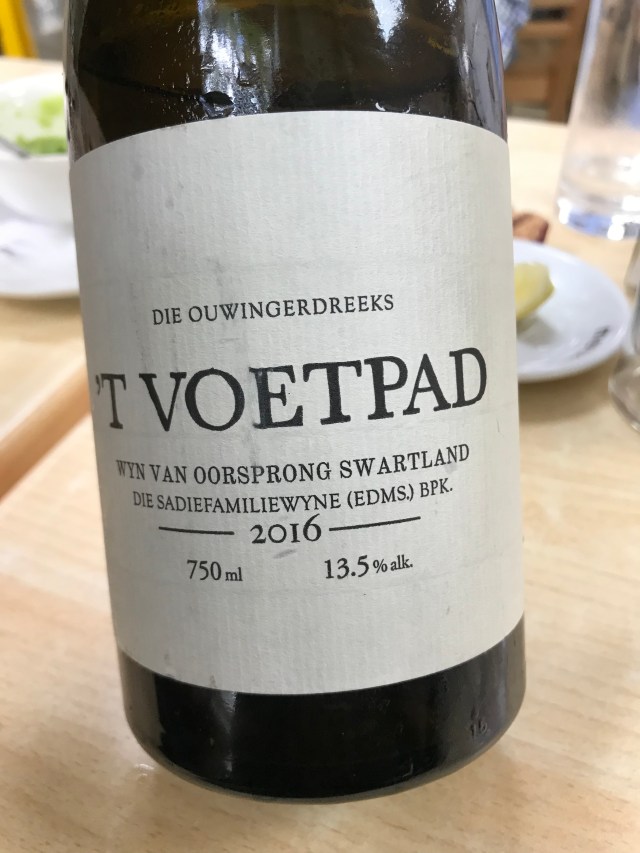 DIE OUWINGERDREEKS
'T VOETPAD
WYN VAN OORSPRONG SWARTLAND
DIE SADIEFAMILIEWYNE (EDMS.) BPK.
2016
750 ml 13.5% alk.